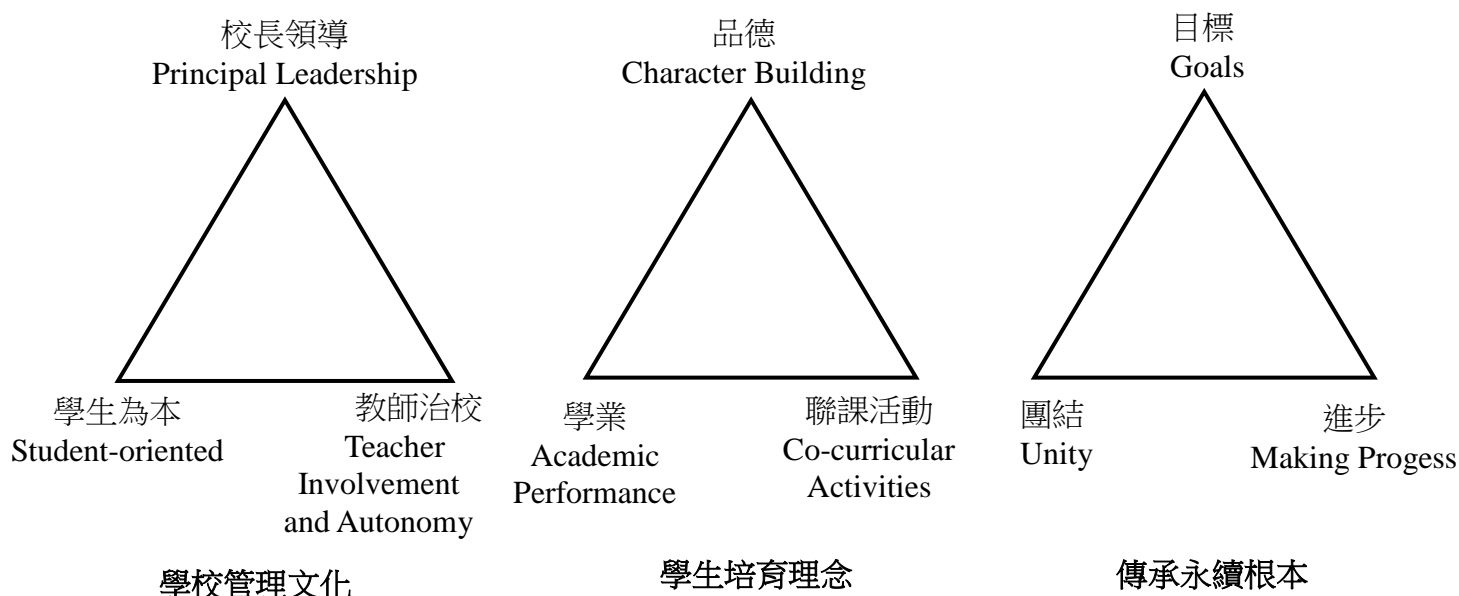 校長領導
Principal Leadership
學生為本
Student-oriented
教師治校
Teacher
Involvement
and Autonomy
學校管理文化
品德
Character Building
學業
Academic
Performance
聯課活動
Co-curricular
Activities
學生培育理念
目標
Goals
團結
Unity
進步
Making Progess
傳承永續根本